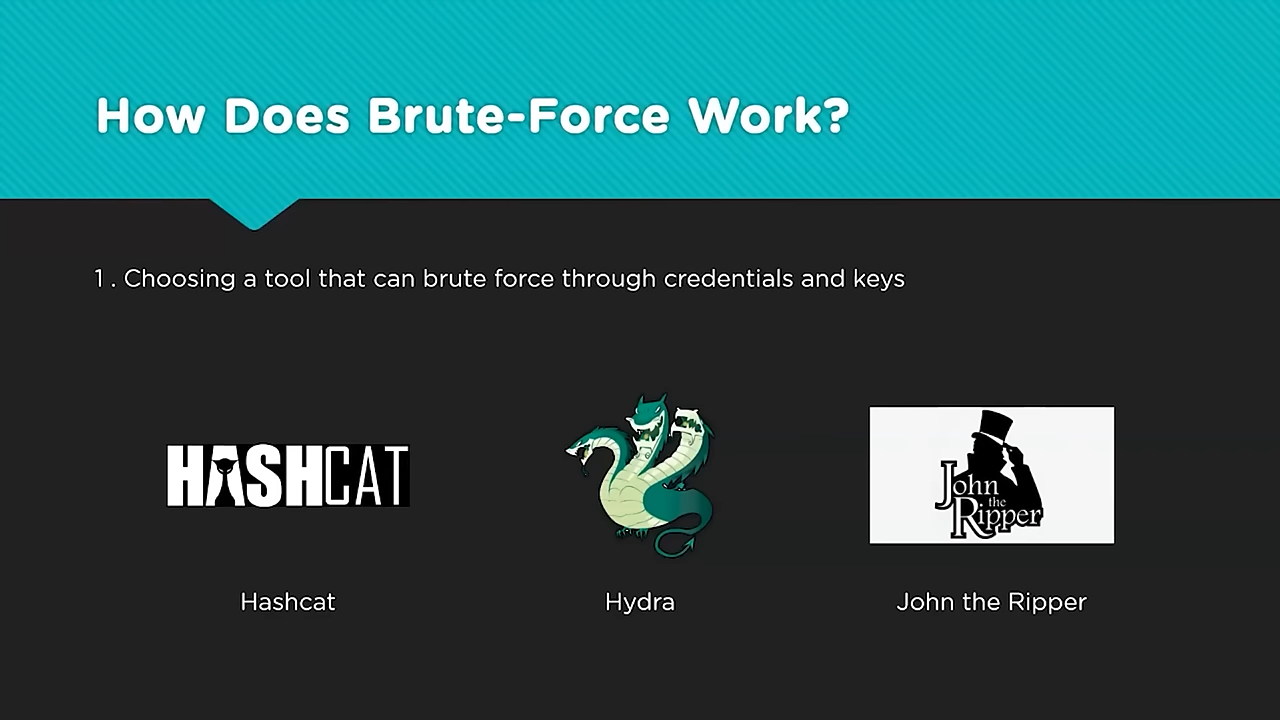 How Does Brute-Force Work?
1 . Choosing a tool that can brute force through credentials and keys
HASHCAT
John
the
Ripper
Hashcat
Hydra
John the Ripper